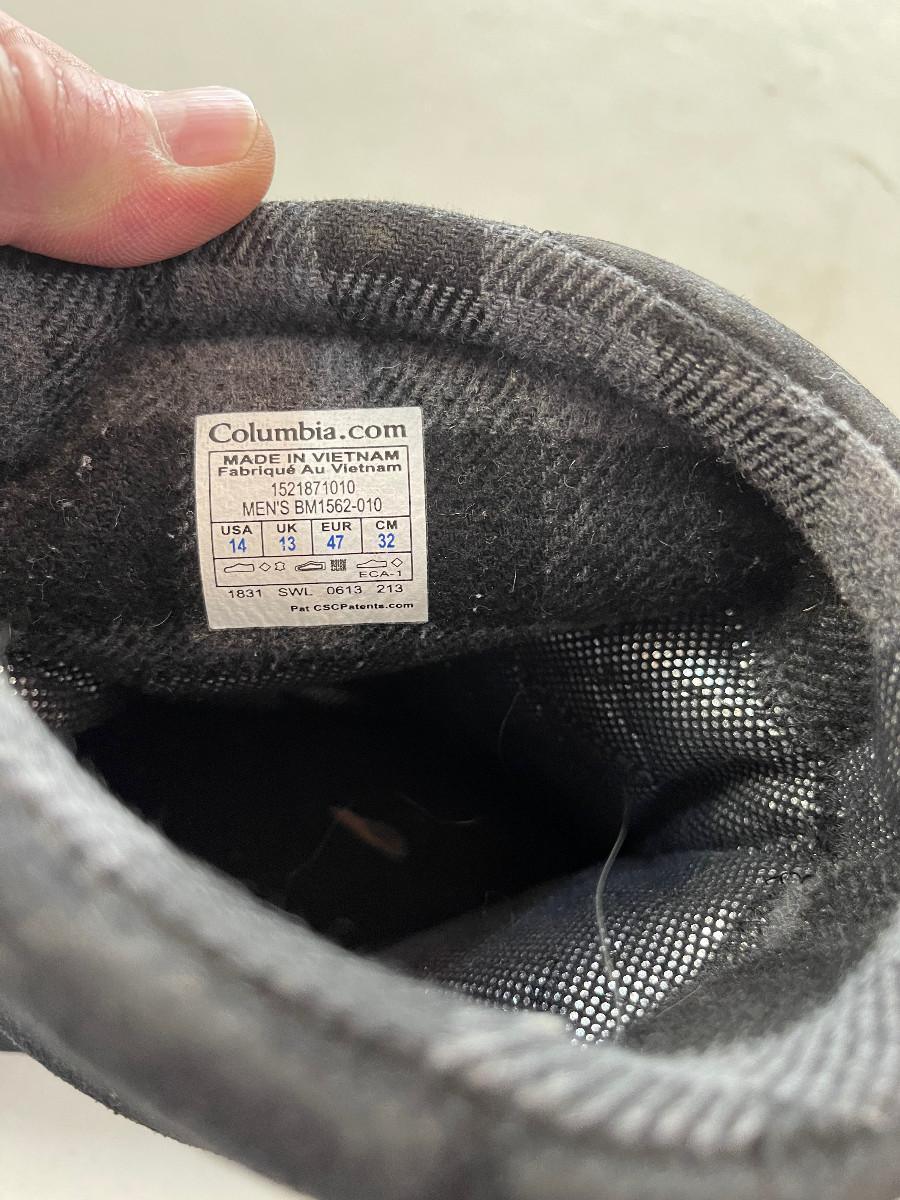 Columbia.com
MADE IN VIETNAM
Fabriqué Au Vietnam
1521871010
MEN'S BM1562-010
USA UK EUR CM
14 13 47 32
ECA-1
1831 SWL 0613 213
Pat CSCPatents.com